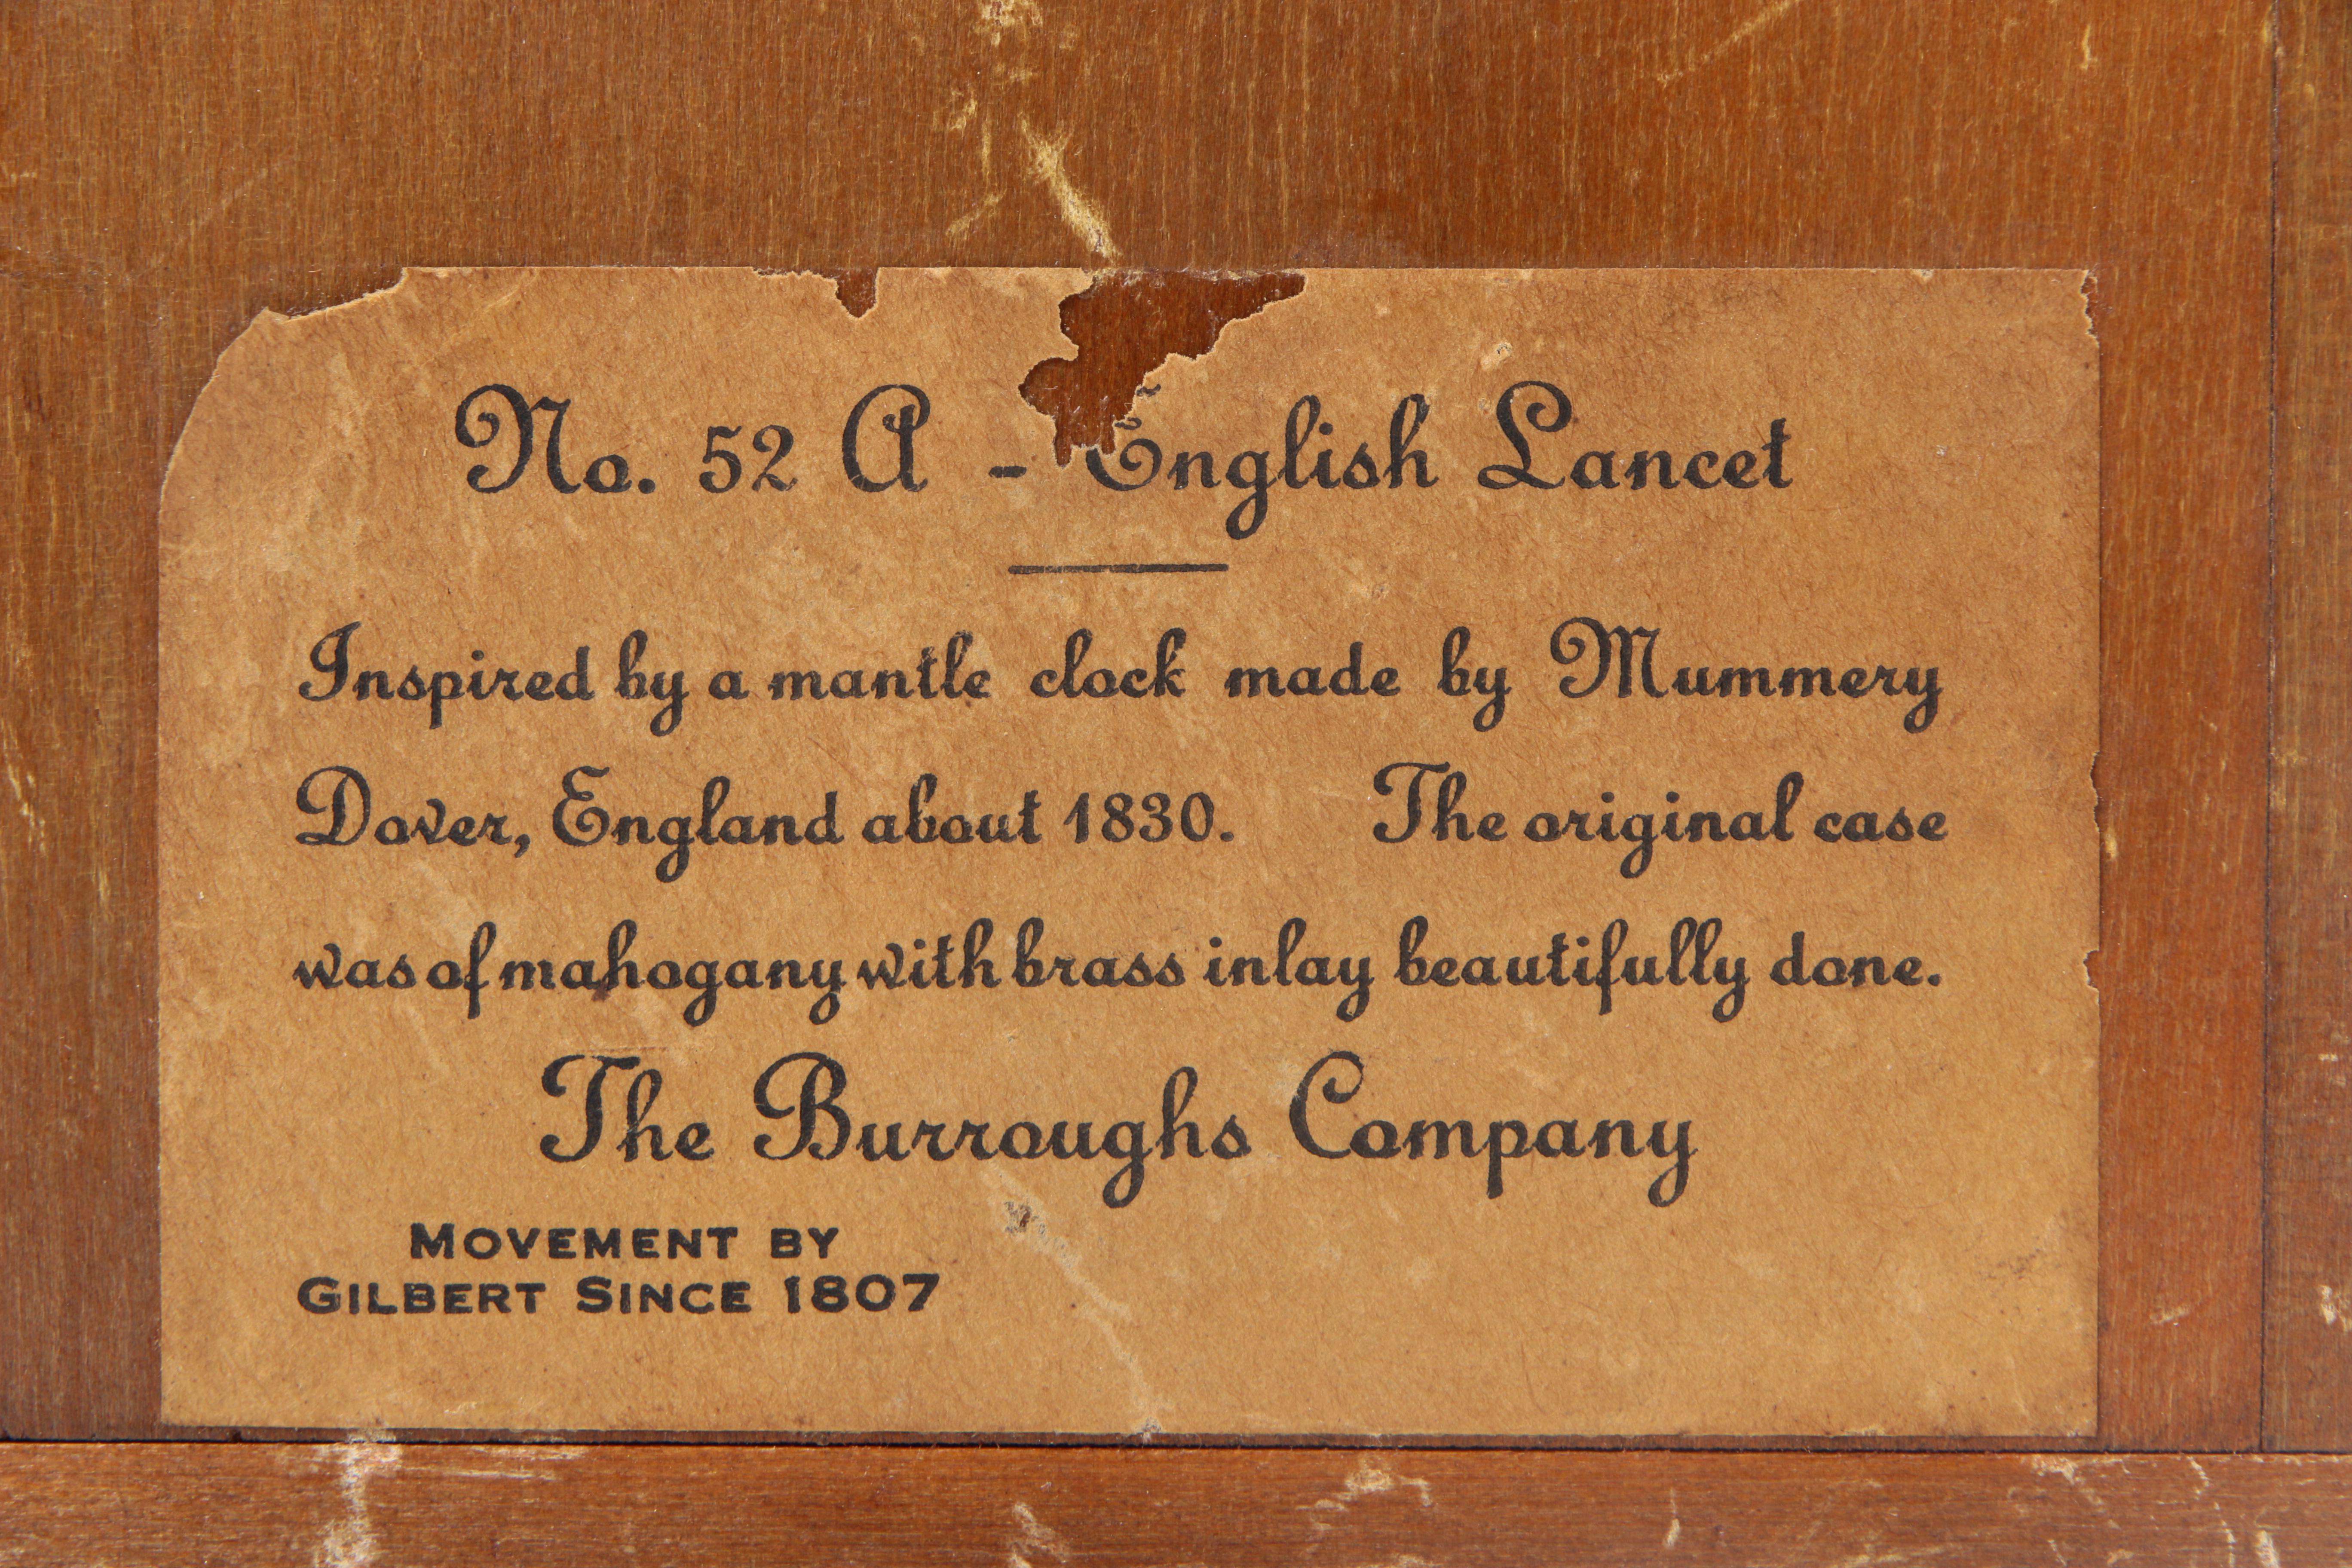 No. 52 A - English Lancet
Inspired by a mantle clock made by Mummery
Dover, England about 1830. The original case
was of mahogany with brass inlay beautifully done.
The Burroughs Company
MOVEMENT BY
GILBERT SINCE 1807